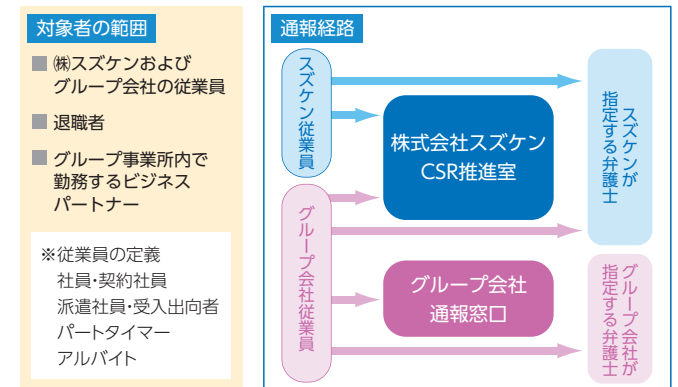 対象者の範囲
■ ㈱スズケンおよび
グループ会社の従業員
■ 退職者
■ グループ事業所内で
勤務するビジネス
パートナー
※従業員の定義
社員・契約社員
派遣社員・受入出向者
パートタイマー
アルバイト
通報経路
スズケン従業員
グループ会社従業員
株式会社スズケン
CSR推進室
グループ会社
通報窓口
スズケンが
指定する弁護士
グループ会社が
指定する弁護士